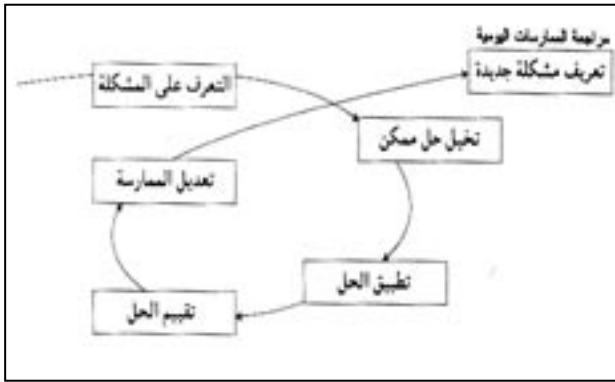 مراجعة الممارسات اليومية
تعريف مشكلة جديدة
التعرف على المشكلة
تخيل حل ممكن
تعديل الممارسة
تطبيق الحل
تقييم الحل